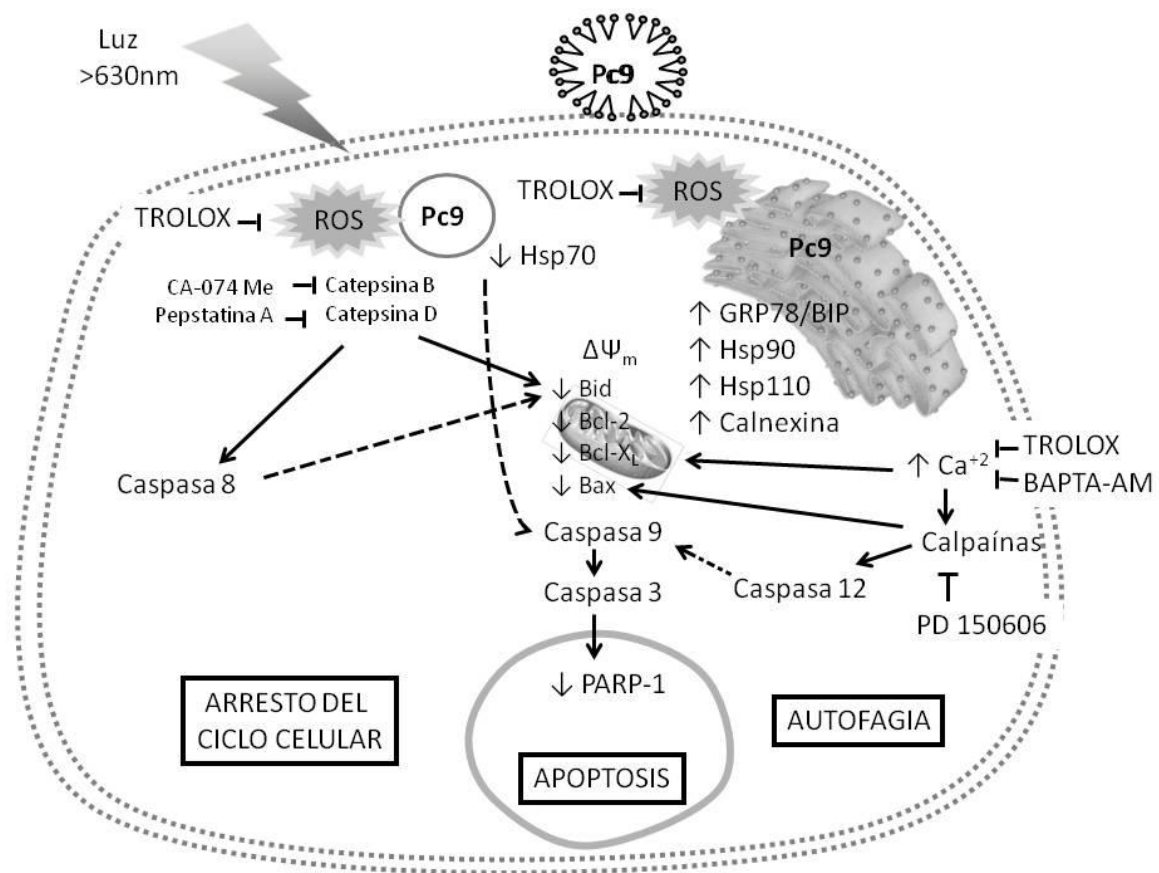 Luz
>630nm
Pc9
TROLOX
ROS
Pc9
TROLOX
ROS
Pc9
↓ Hsp70
CA-074 Me
Catepsina B
Pepstatina A
Catepsina D
↑ GRP78/BIP
↑ Hsp90
↑ Hsp110
↑ Calnexina
ΔΨm
↓ Bid
↓ Bcl-2
↓ Bcl-XL
↓ Bax
Caspasa 8
↑ Ca+2
TROLOX
BAPTA-AM
Calpaínas
PD 150606
Caspasa 12
Caspasa 9
Caspasa 3
↓ PARP-1
ARRESTO DEL
CICLO CELULAR
APOPTOSIS
AUTOFAGIA